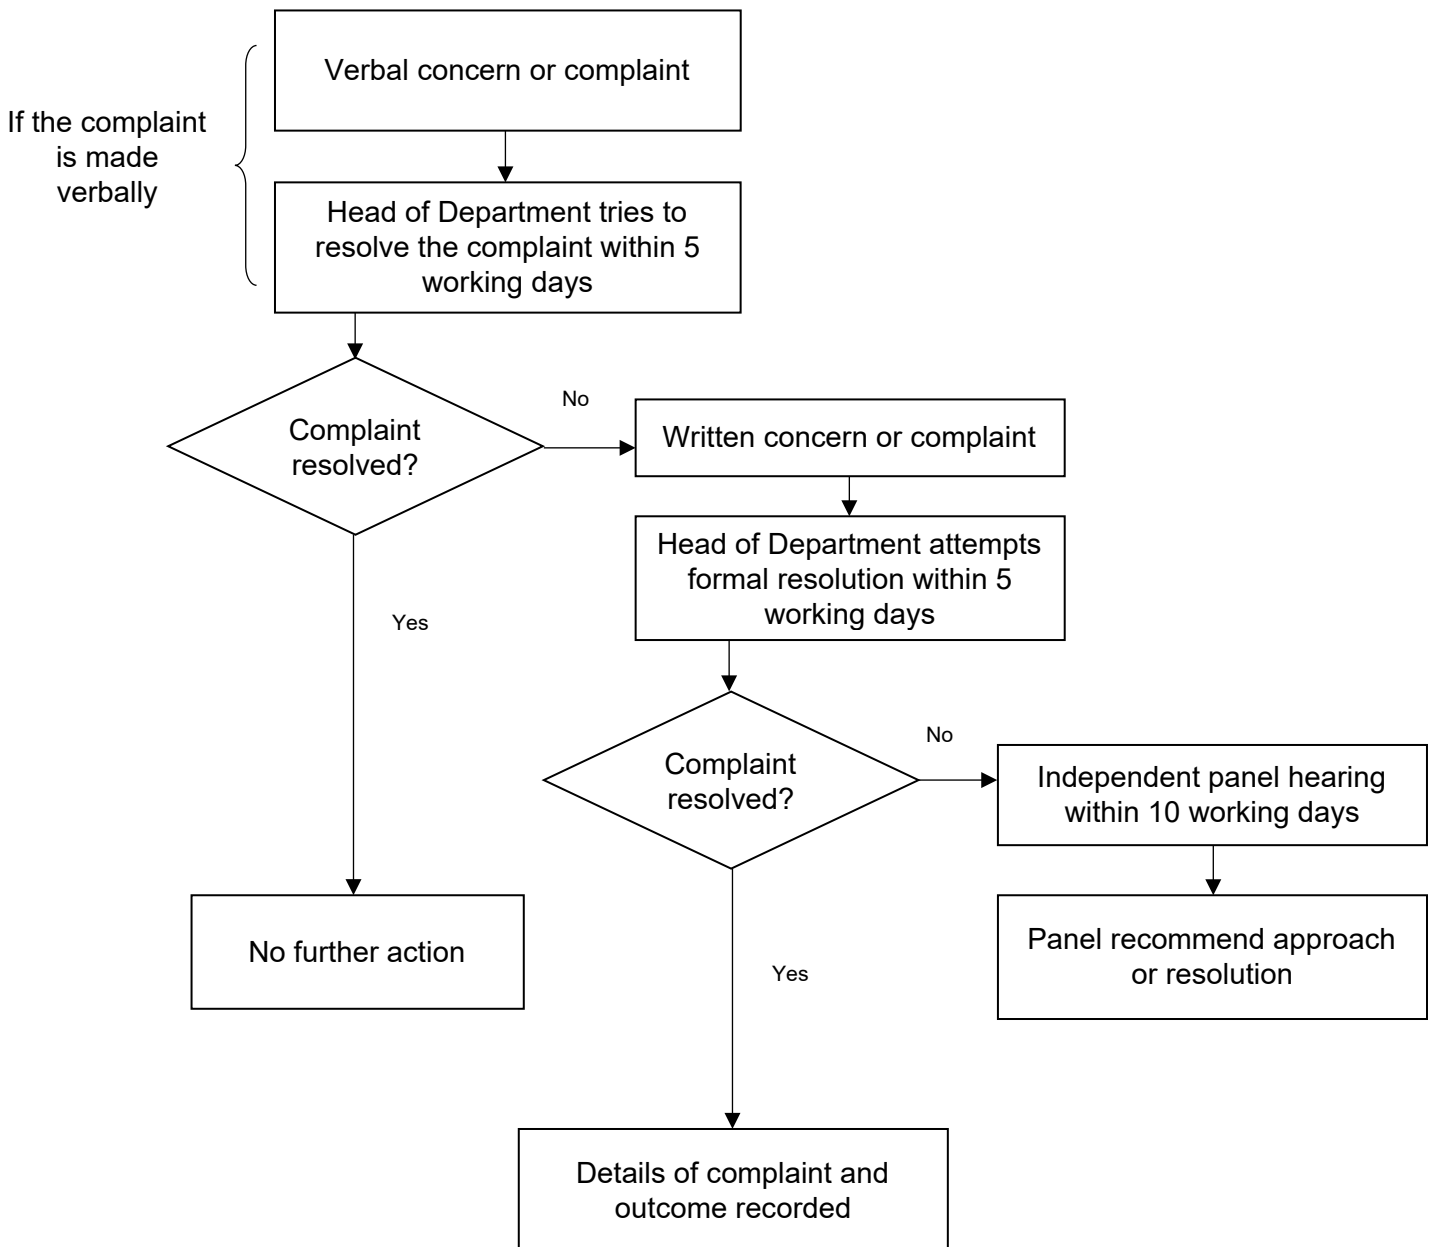 Verbal concern or complaint
If the complaint
is made
verbally
Head of Department tries to
resolve the complaint within 5
working days
Complaint
resolved?
No
Written concern or complaint
Head of Department attempts
formal resolution within 5
working days
Yes
Complaint
resolved?
No
Independent panel hearing
within 10 working days
No further action
Panel recommend approach
or resolution
Yes
Details of complaint and
outcome recorded